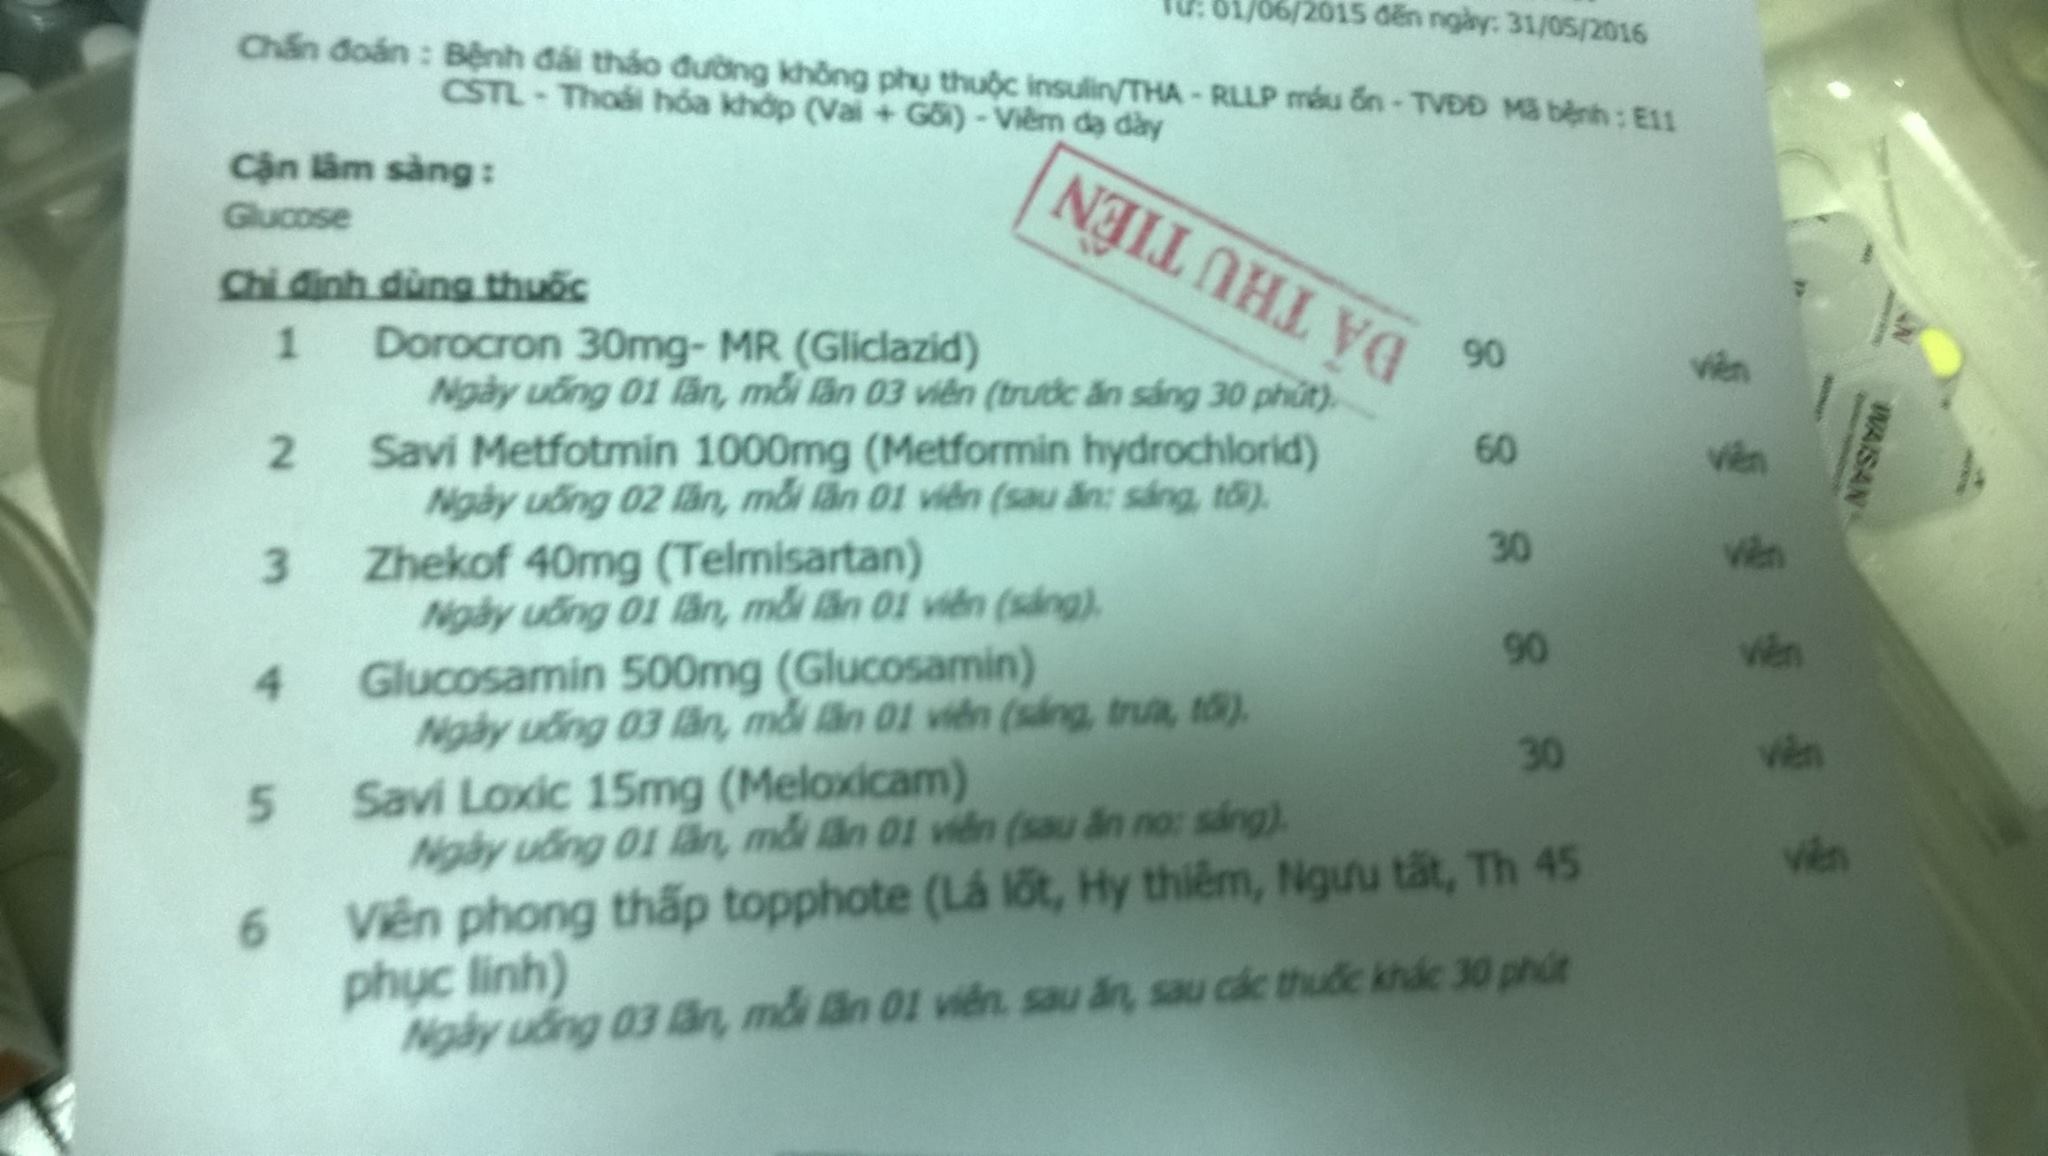 Từ: 01/06/2015 đến ngày: 31/05/2016
Chẩn đoán : Bệnh đái tháo đường không phụ thuộc insulin/THA - RLLP máu ổn - TVĐĐ Mã bệnh : E11
CSTL - Thoái hóa khớp (Vai + Gối) - Viêm dạ dày
Cận lâm sàng :
Glucose
ĐÃ THU TIỀN
Chỉ định dùng thuốc
1 Dorocron 30mg- MR (Gliclazid) 90 viên
Ngày uống 01 lần, mỗi lần 03 viên (trước ăn sáng 30 phút).
2 Savi Metfotmin 1000mg (Metformin hydrochlorid) 60 viên
Ngày uống 02 lần, mỗi lần 01 viên (sau ăn: sáng, tối).
3 Zhekof 40mg (Telmisartan) 30 viên
Ngày uống 01 lần, mỗi lần 01 viên (sáng).
4 Glucosamin 500mg (Glucosamin) 90 viên
Ngày uống 03 lần, mỗi lần 01 viên (sáng, trưa, tối).
5 Savi Loxic 15mg (Meloxicam) 30 viên
Ngày uống 01 lần, mỗi lần 01 viên (sau ăn no: sáng).
6 Viên phong thấp topphote (Lá lốt, Hy thiêm, Ngưu tất, Th 45 viên
phục linh)
Ngày uống 03 lần, mỗi lần 01 viên. sau ăn, sau các thuốc khác 30 phút